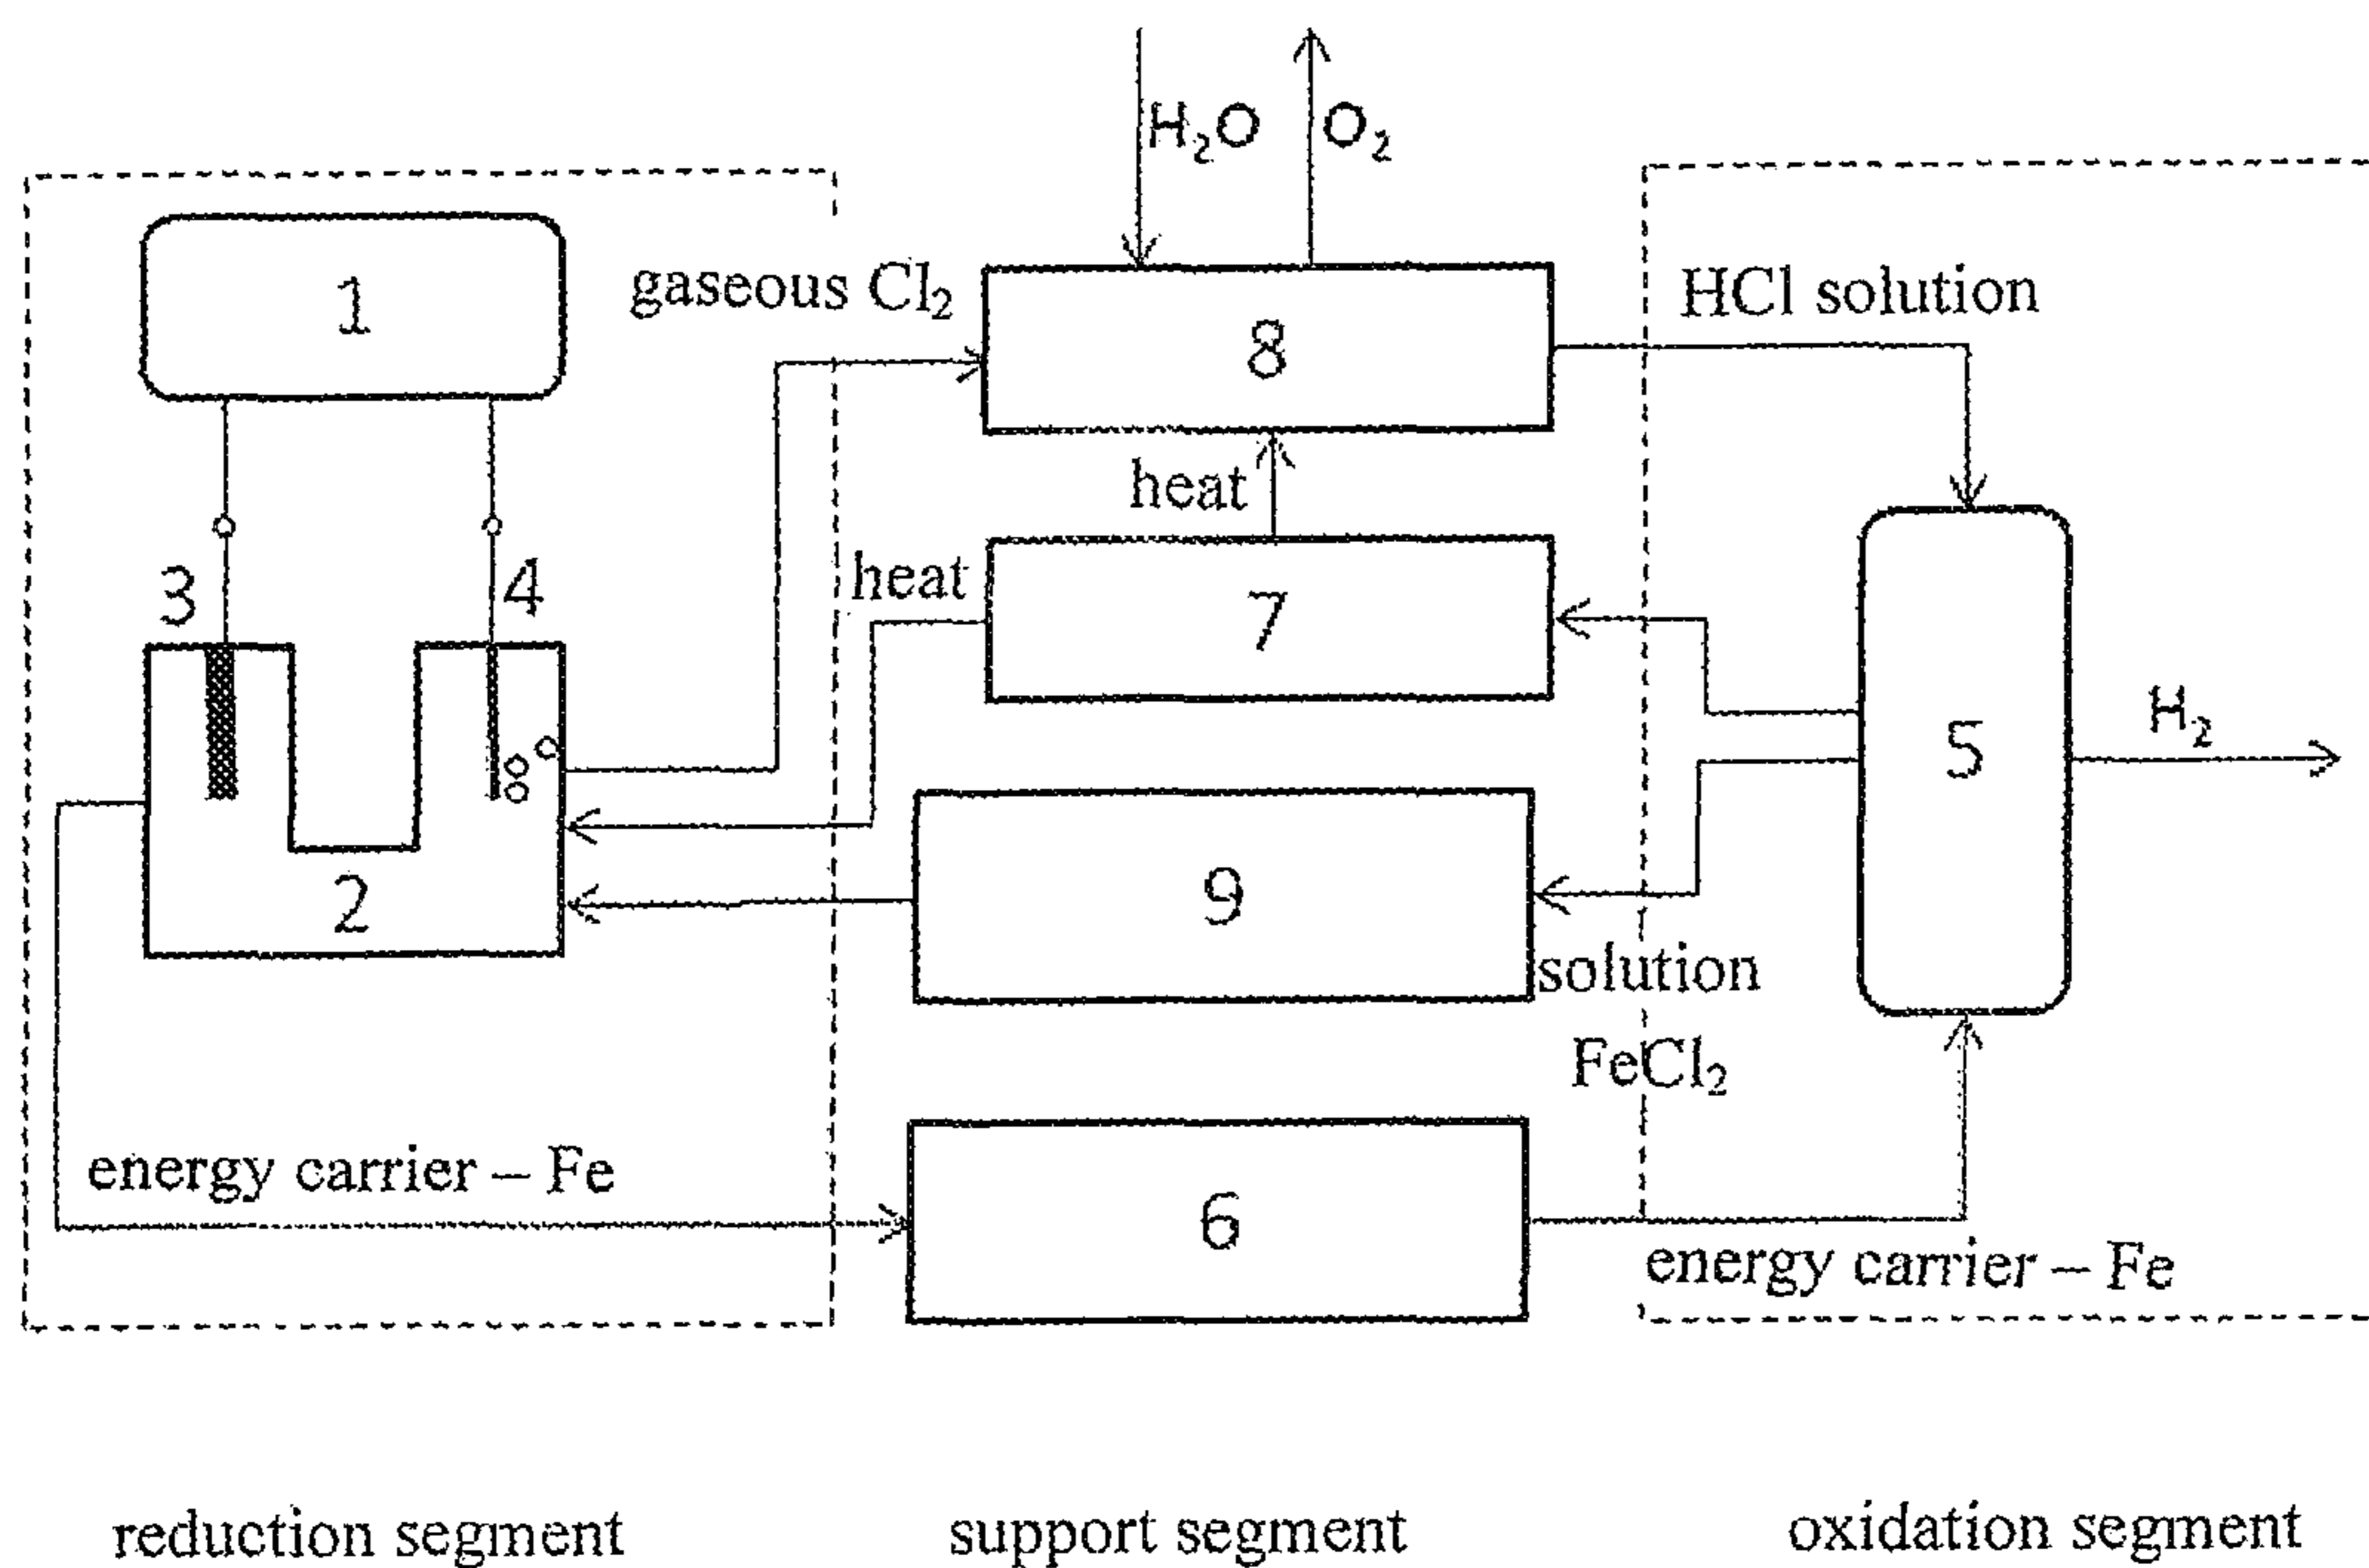 H₂O
O₂
1
gaseous Cl₂
8
HCl solution
heat
3
4
heat
7
5
H₂
2
9
solution
FeCl₂
energy carrier – Fe
6
energy carrier – Fe
reduction segment
support segment
oxidation segment